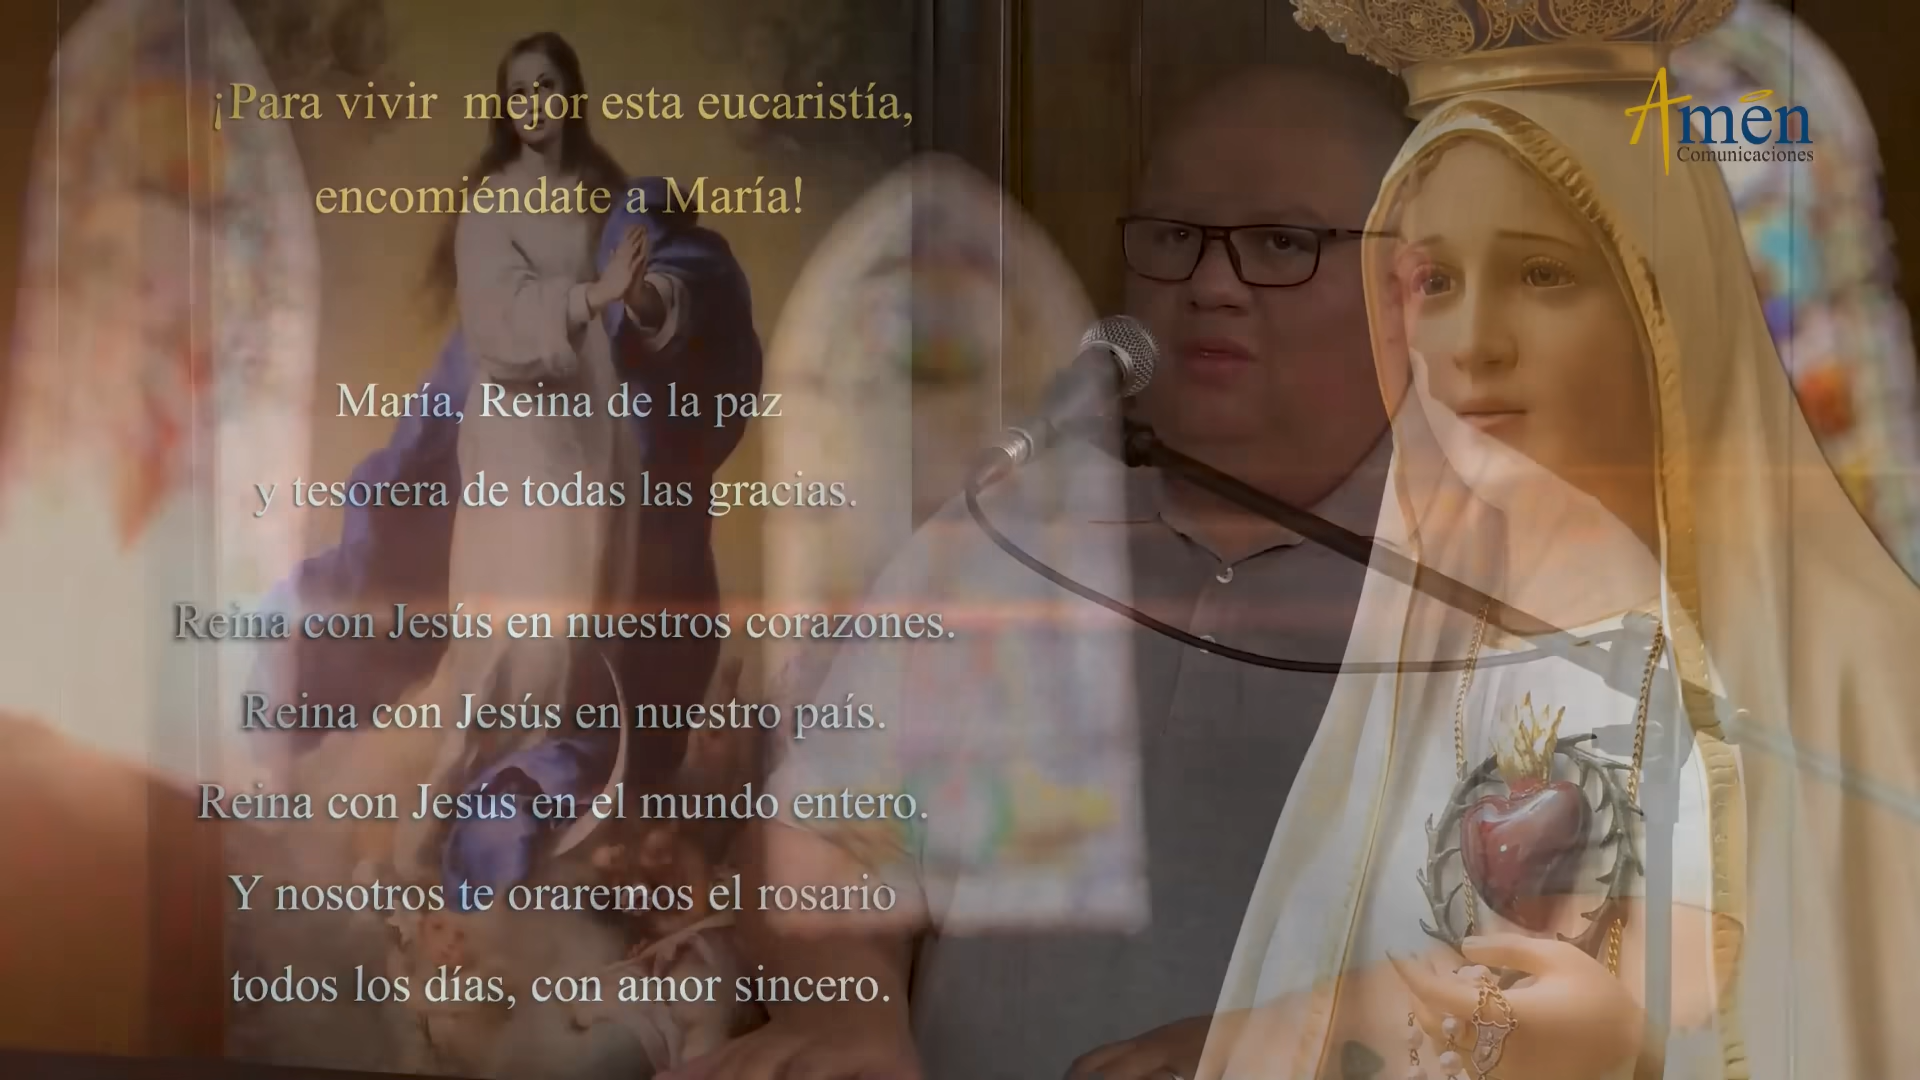 ¡Para vivir mejor esta eucaristía,
encomiéndate a María!
Amén
Comunicaciones
María, Reina de la paz
y tesorera de todas las gracias.
Reina con Jesús en nuestros corazones.
Reina con Jesús en nuestro país.
Reina con Jesús en el mundo entero.
Y nosotros te oraremos el rosario
todos los días, con amor sincero.